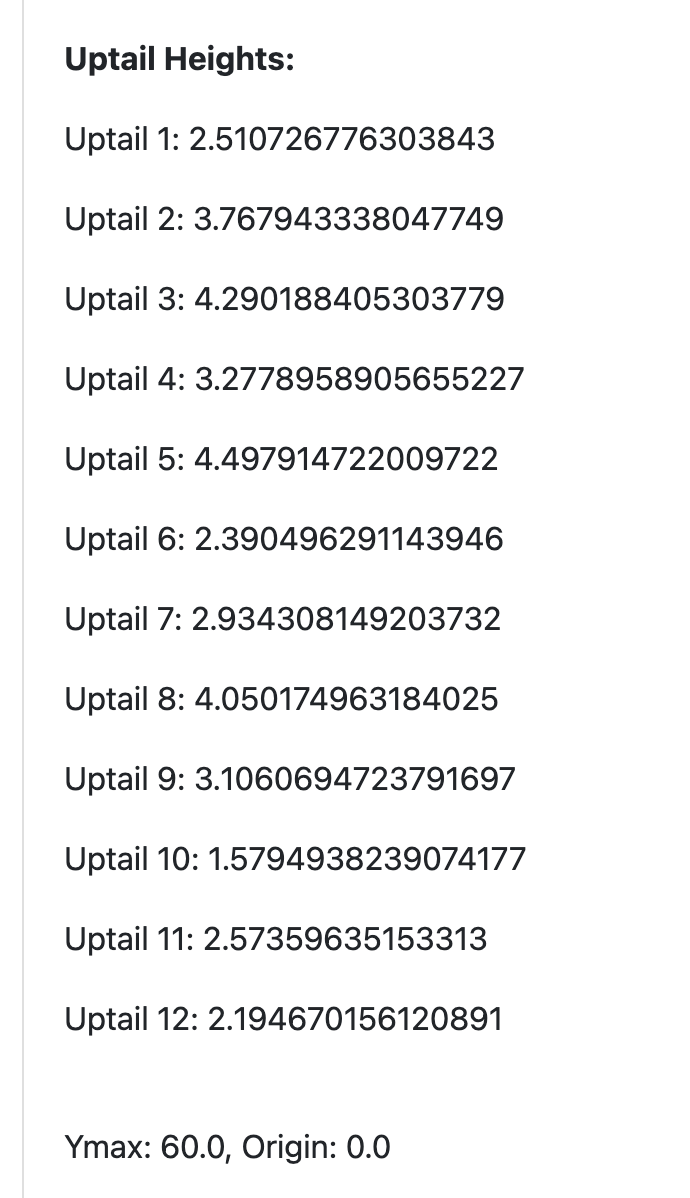 Uptail Heights:
Uptail 1: 2.510726776303843
Uptail 2: 3.767943338047749
Uptail 3: 4.290188405303779
Uptail 4: 3.2778958905655227
Uptail 5: 4.497914722009722
Uptail 6: 2.390496291143946
Uptail 7: 2.934308149203732
Uptail 8: 4.050174963184025
Uptail 9: 3.1060694723791697
Uptail 10: 1.5794938239074177
Uptail 11: 2.57359635153313
Uptail 12: 2.194670156120891
Ymax: 60.0, Origin: 0.0